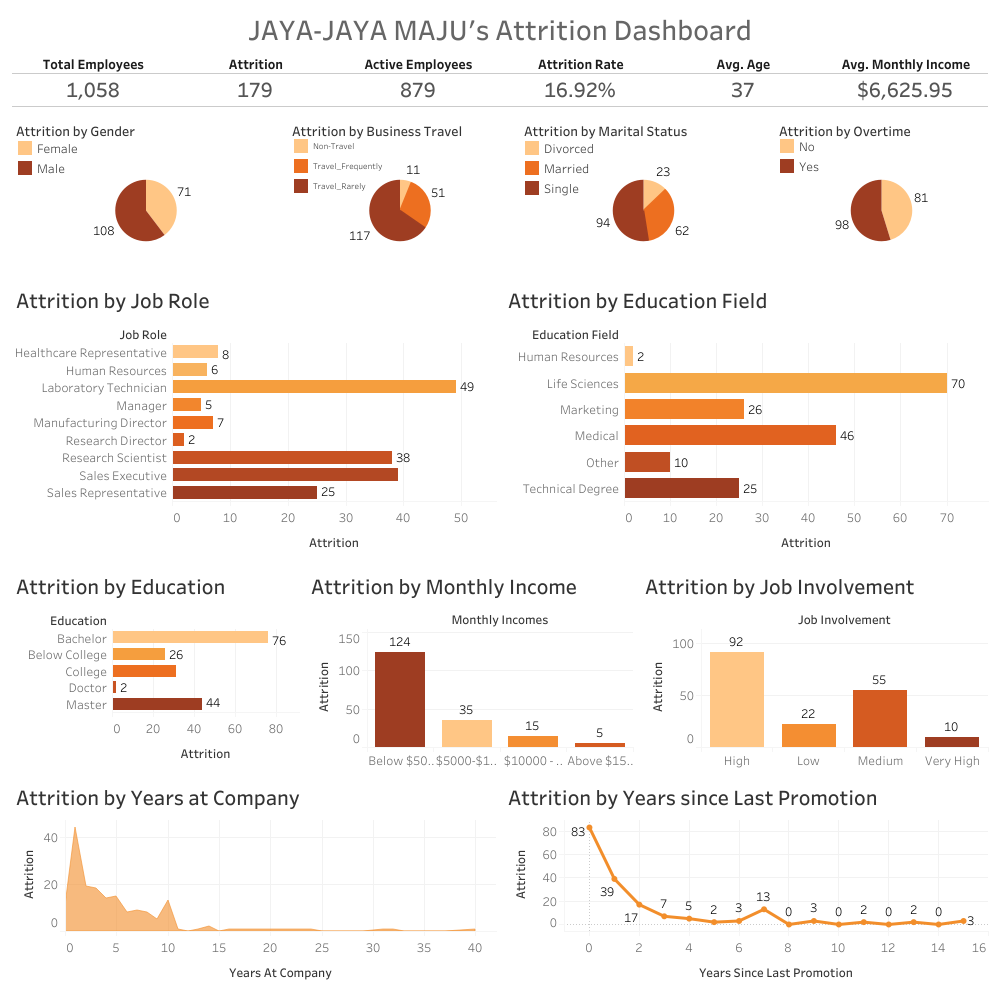 JAYA-JAYA MAJU's Attrition Dashboard
Total Employees Attrition Active Employees Attrition Rate Avg. Age Avg. Monthly Income
1,058 179 879 16.92% 37 $6,625.95
Attrition by Gender
Female
Male
71
108
Attrition by Business Travel
Non-Travel
Travel_Frequently
Travel_Rarely
11
51
117
Attrition by Marital Status
Divorced
Married
Single
23
94
62
Attrition by Overtime
No
Yes
81
98
Attrition by Job Role
Job Role
Healthcare Representative 8
Human Resources 6
Laboratory Technician 49
Manager 5
Manufacturing Director 7
Research Director 2
Research Scientist 38
Sales Executive
Sales Representative 25
0 10 20 30 40 50
Attrition
Attrition by Education Field
Education Field
Human Resources 2
Life Sciences 70
Marketing 26
Medical 46
Other 10
Technical Degree 25
0 10 20 30 40 50 60 70
Attrition
Attrition by Education
Education
Bachelor 76
Below College 26
College
Doctor 2
Master 44
0 20 40 60 80
Attrition
Attrition by Monthly Income
Monthly Incomes
150
100
50
0
Attrition
124
35
15
5
Below $50.. $5000-$1.. $10000 - .. Above $15..
Attrition by Job Involvement
Job Involvement
100
50
0
Attrition
92
22
55
10
High Low Medium Very High
Attrition by Years at Company
40
20
0
Attrition
0 5 10 15 20 25 30 35 40
Years At Company
Attrition by Years since Last Promotion
80
60
40
20
0
Attrition
83
39
17
7
5
2
3
13
0
3
0
2
0
2
0
3
0 2 4 6 8 10 12 14 16
Years Since Last Promotion